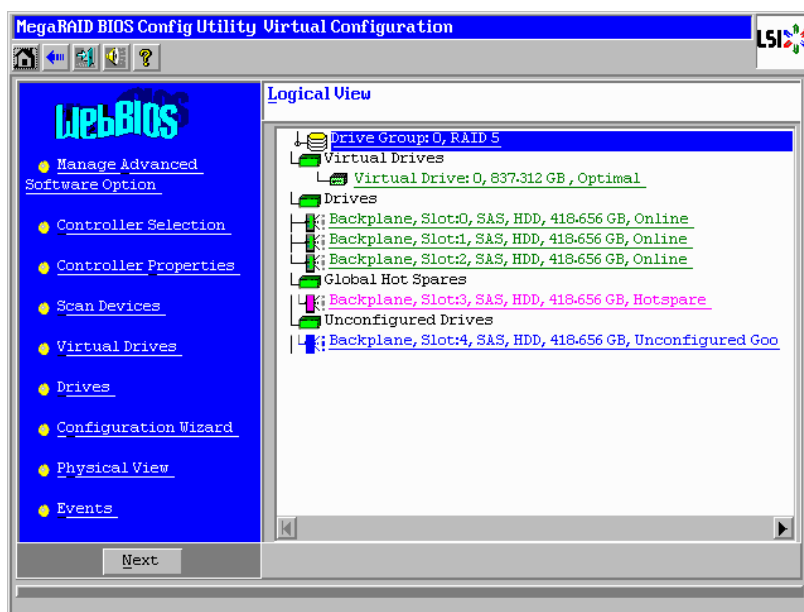 MegaRAID BIOS Config Utility Virtual Configuration
LSI
WebBIOS
Manage Advanced
Software Option
Controller Selection
Controller Properties
Scan Devices
Virtual Drives
Drives
Configuration Wizard
Physical View
Events
Next
Logical View
Drive Group: 0, RAID 5
Virtual Drives
Virtual Drive: 0, 837.312 GB, Optimal
Drives
Backplane, Slot:0, SAS, HDD, 418.656 GB, Online
Backplane, Slot:1, SAS, HDD, 418.656 GB, Online
Backplane, Slot:2, SAS, HDD, 418.656 GB, Online
Global Hot Spares
Backplane, Slot:3, SAS, HDD, 418.656 GB, Hotspare
Unconfigured Drives
Backplane, Slot:4, SAS, HDD, 418.656 GB, Unconfigured Goo